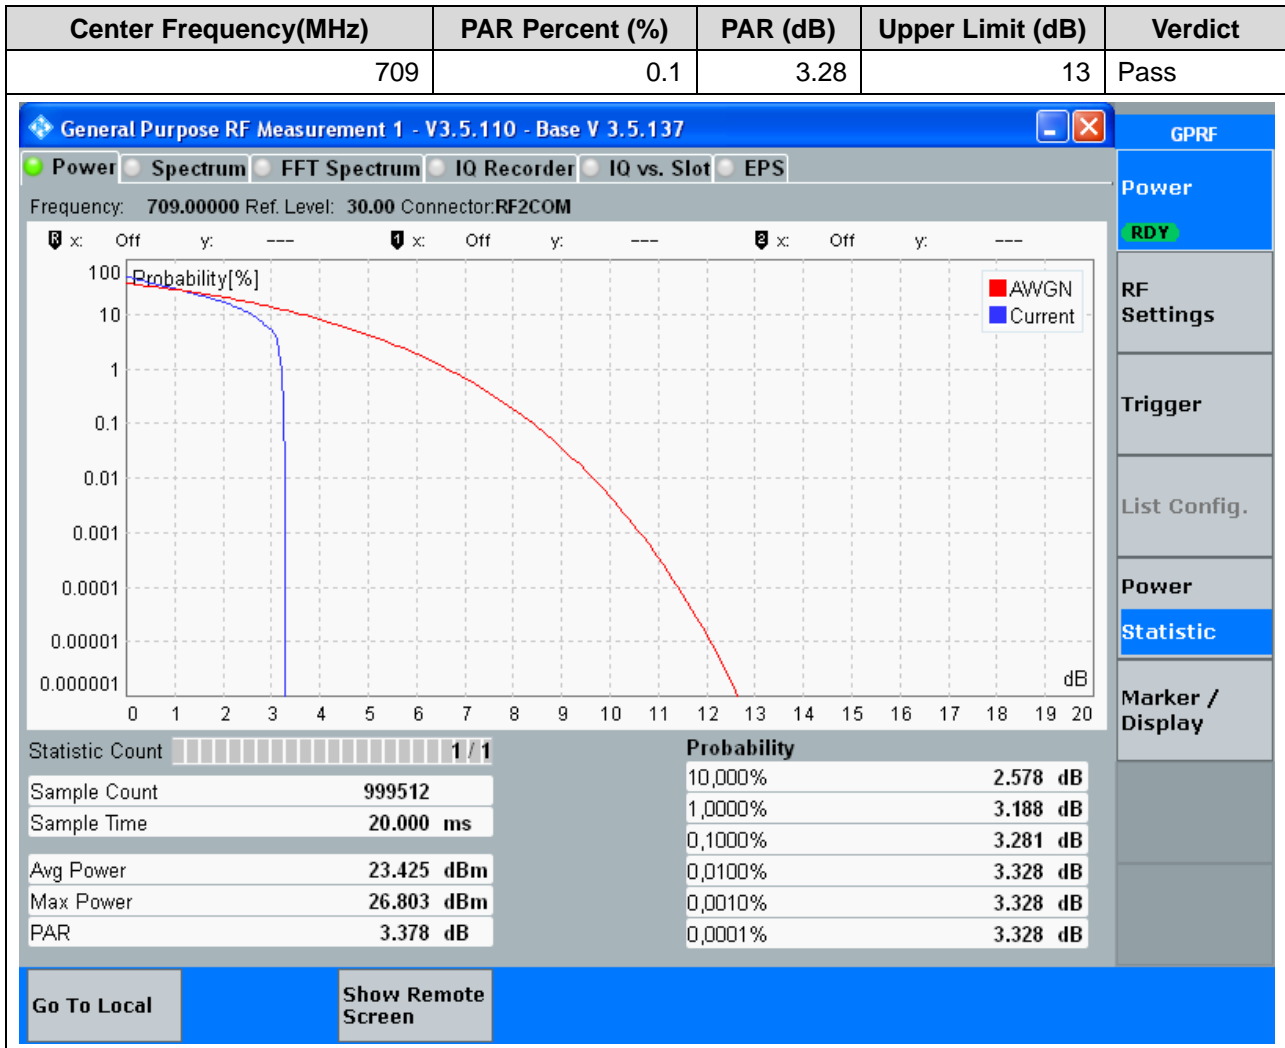 Center Frequency(MHz) PAR Percent (%) PAR (dB) Upper Limit (dB) Verdict
709 0.1 3.28 13 Pass
General Purpose RF Measurement 1 - V3.5.110 - Base V 3.5.137
GPRF
Power Spectrum FFT Spectrum IQ Recorder IQ vs. Slot EPS
Power
RDY
Frequency: 709.00000 Ref. Level: 30.00 Connector:RF2COM
R x: Off y: --- 1 x: Off y: --- 2 x: Off y: ---
Probability[%]
AWGN
Current
100
10
1
0.1
0.01
0.001
0.0001
0.00001
0.000001
dB
0 1 2 3 4 5 6 7 8 9 10 11 12 13 14 15 16 17 18 19 20
RF
Settings
Trigger
List Config.
Power
Statistic
Marker /
Display
Statistic Count 1 / 1
Sample Count 999512
Sample Time 20.000 ms
Avg Power 23.425 dBm
Max Power 26.803 dBm
PAR 3.378 dB
Probability
10,000% 2.578 dB
1,0000% 3.188 dB
0,1000% 3.281 dB
0,0100% 3.328 dB
0,0010% 3.328 dB
0,0001% 3.328 dB
Go To Local
Show Remote
Screen